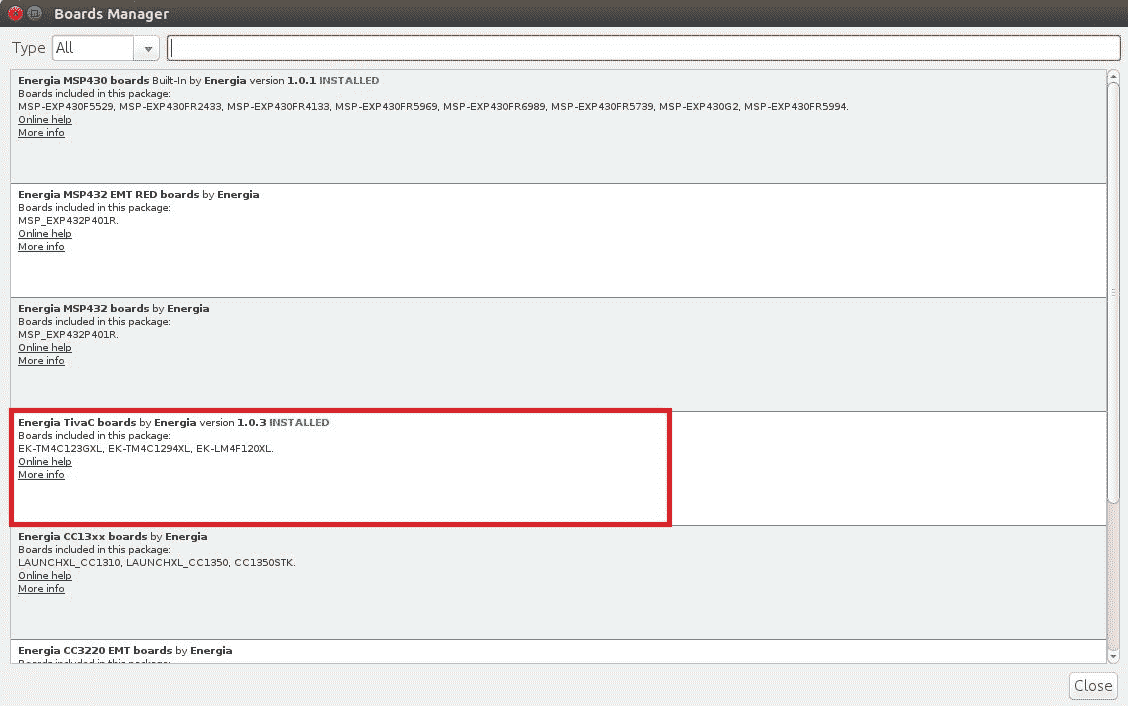 Boards Manager
Type All
Energia MSP430 boards Built-In by Energia version 1.0.1 INSTALLED
Boards included in this package:
MSP-EXP430F5529, MSP-EXP430FR2433, MSP-EXP430FR4133, MSP-EXP430FR5969, MSP-EXP430FR6989, MSP-EXP430FR5739, MSP-EXP430G2, MSP-EXP430FR5994.
Online help
More info
Energia MSP432 EMT RED boards by Energia
Boards included in this package:
MSP_EXP432P401R.
Online help
More info
Energia MSP432 boards by Energia
Boards included in this package:
MSP_EXP432P401R.
Online help
More info
Energia TivaC boards by Energia version 1.0.3 INSTALLED
Boards included in this package:
EK-TM4C123GXL, EK-TM4C1294XL, EK-LM4F120XL.
Online help
More info
Energia CC13xx boards by Energia
Boards included in this package:
LAUNCHXL_CC1310, LAUNCHXL_CC1350, CC1350STK.
Online help
More info
Energia CC3220 EMT boards by Energia
Boards included in this package:
Close